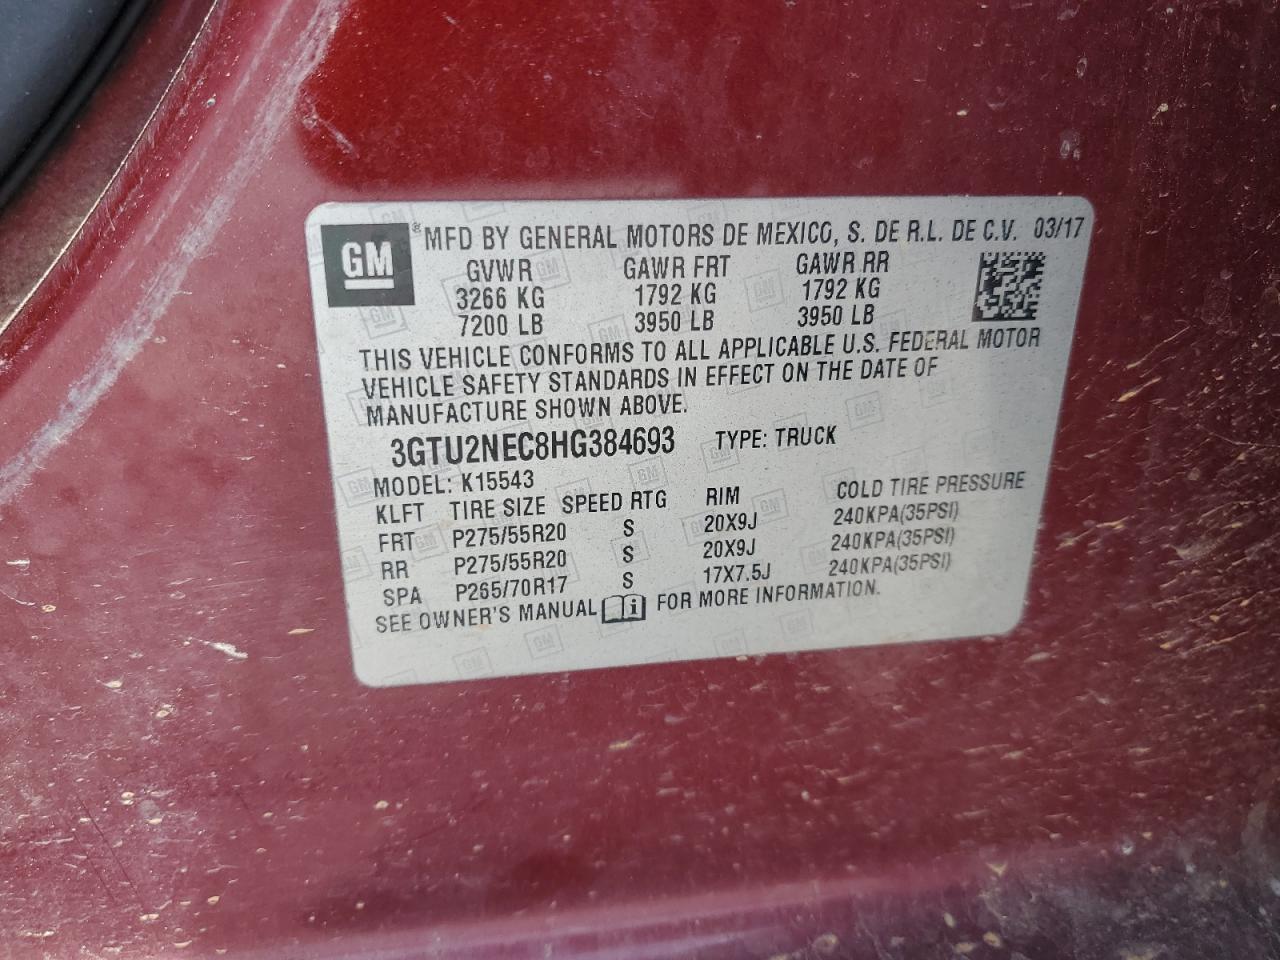 GM® MFD BY GENERAL MOTORS DE MEXICO, S. DE R.L. DE C.V. 03/17
GVWR GAWR FRT GAWR RR
3266 KG 1792 KG 1792 KG
7200 LB 3950 LB 3950 LB
THIS VEHICLE CONFORMS TO ALL APPLICABLE U.S. FEDERAL MOTOR
VEHICLE SAFETY STANDARDS IN EFFECT ON THE DATE OF
MANUFACTURE SHOWN ABOVE.
3GTU2NEC8HG384693 TYPE: TRUCK
MODEL: K15543
KLFT TIRE SIZE SPEED RTG RIM COLD TIRE PRESSURE
FRT P275/55R20 S 20X9J 240KPA(35PSI)
RR P275/55R20 S 20X9J 240KPA(35PSI)
SPA P265/70R17 S 17X7.5J 240KPA(35PSI)
SEE OWNER'S MANUAL i FOR MORE INFORMATION.